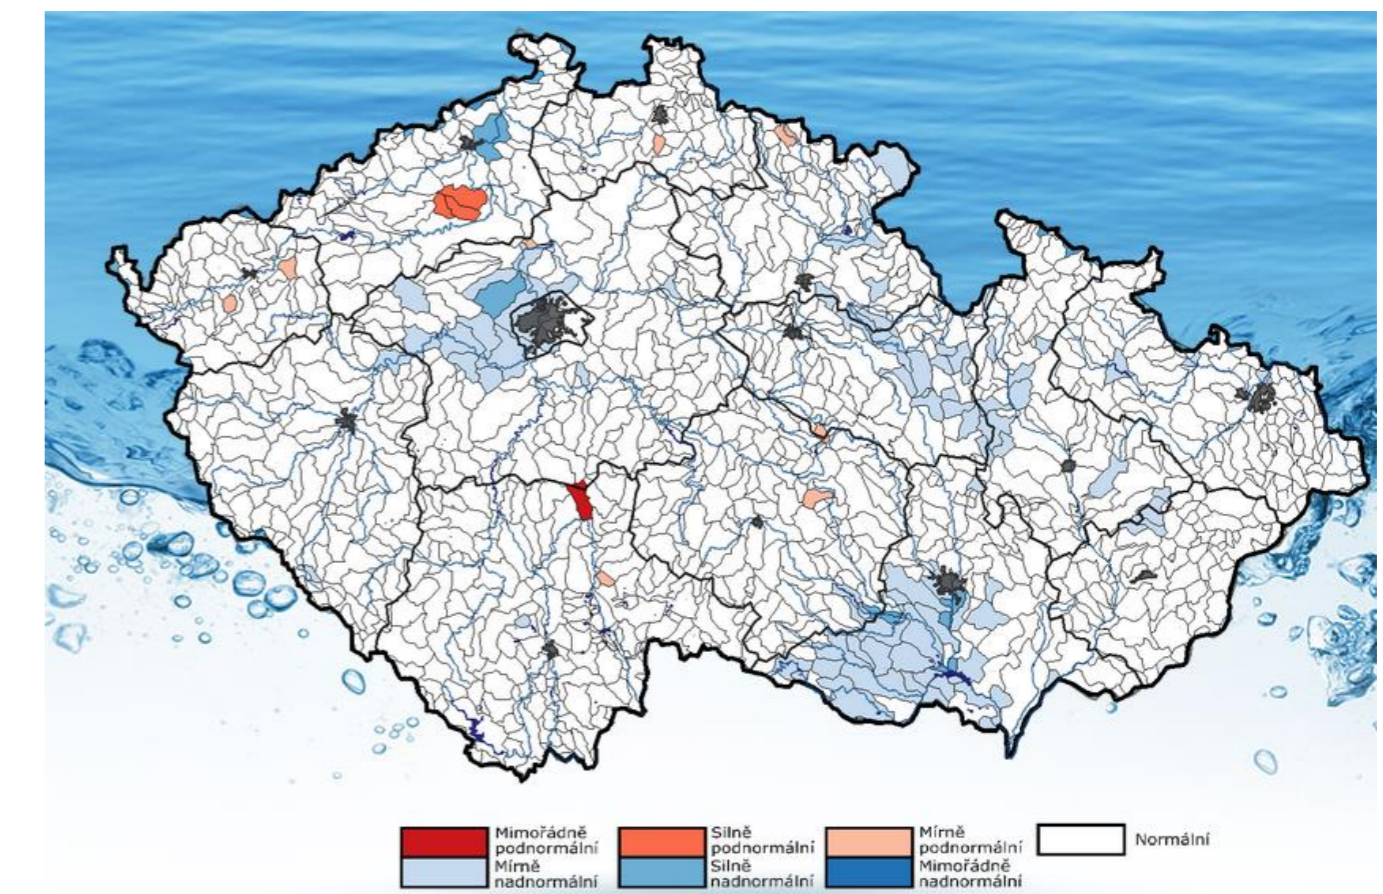 Mimořádně
podnormální
Silně
podnormální
Mírně
podnormální
Normální
Mírně
nadnormální
Silně
nadnormální
Mimořádně
nadnormální